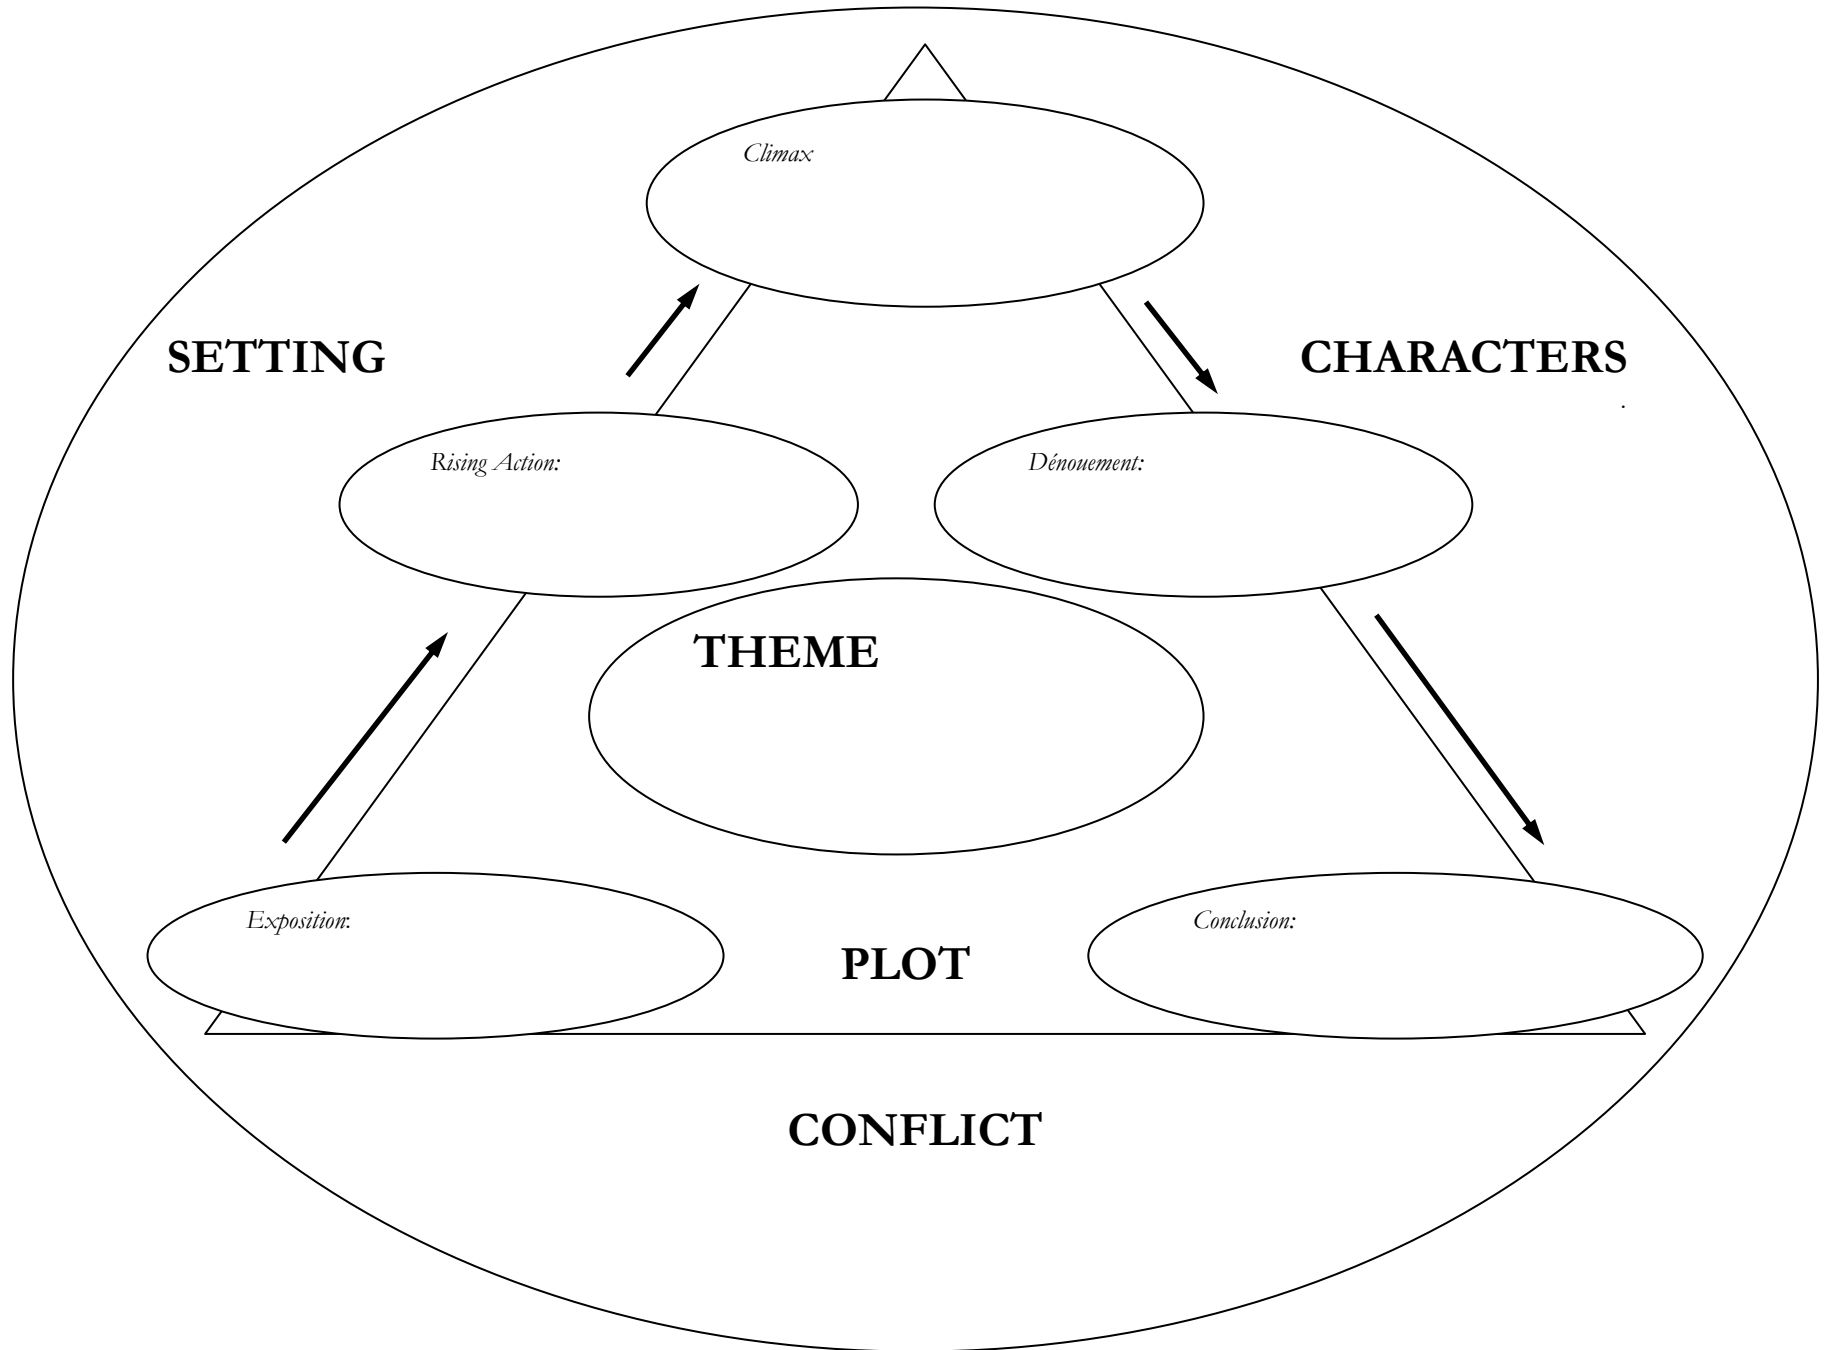 Climax
SETTING
CHARACTERS
.
Rising Action:
Dénouement:
THEME
Exposition:
Conclusion:
PLOT
CONFLICT